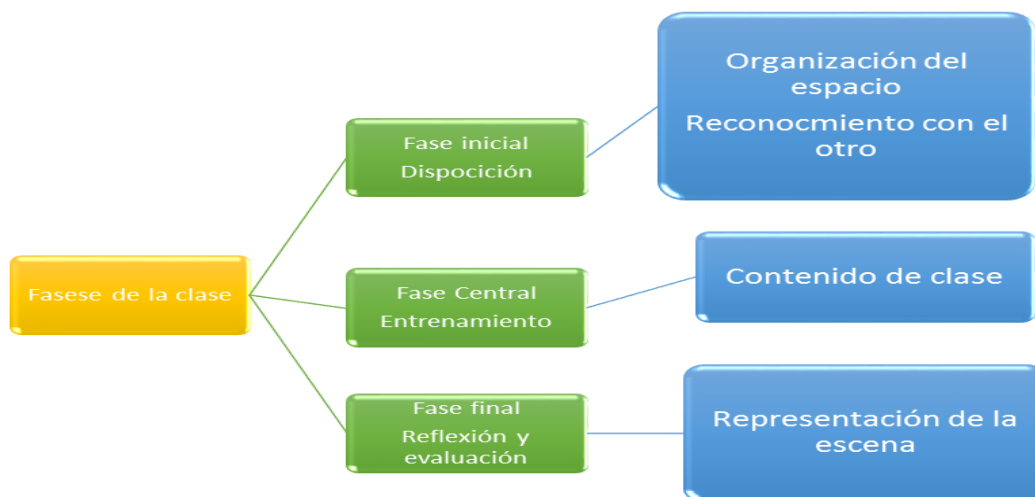 Fasese de la clase
Fase inicial
Dispocición
Organización del
espacio
Reconocmiento con el
otro
Fase Central
Entrenamiento
Contenido de clase
Fase final
Reflexión y
evaluación
Representación de la
escena